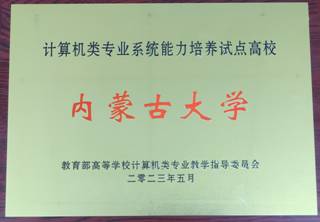 计算机类专业系统能力培养试点高校
内蒙古大学
教育部高等学校计算机类专业教学指导委员会
二零二三年五月